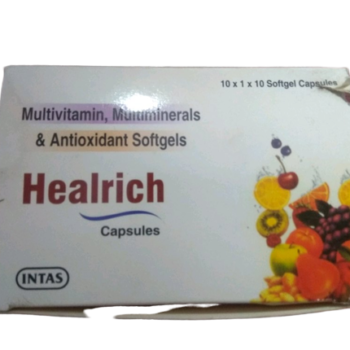 10 x 1 x 10 Softgel Capsules
Multivitamin, Multiminerals
& Antioxidant Softgels
Healrich
Capsules
INTAS